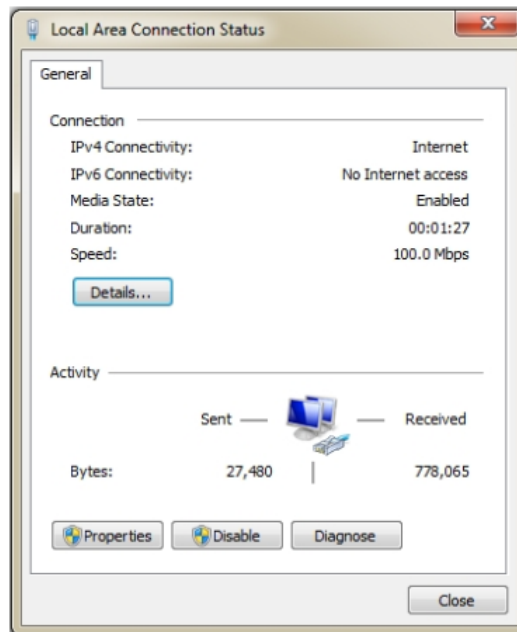 Local Area Connection Status
General
Connection
IPv4 Connectivity: Internet
IPv6 Connectivity: No Internet access
Media State: Enabled
Duration: 00:01:27
Speed: 100.0 Mbps
Details...
Activity
Sent Received
Bytes: 27,480 778,065
Properties Disable Diagnose
Close